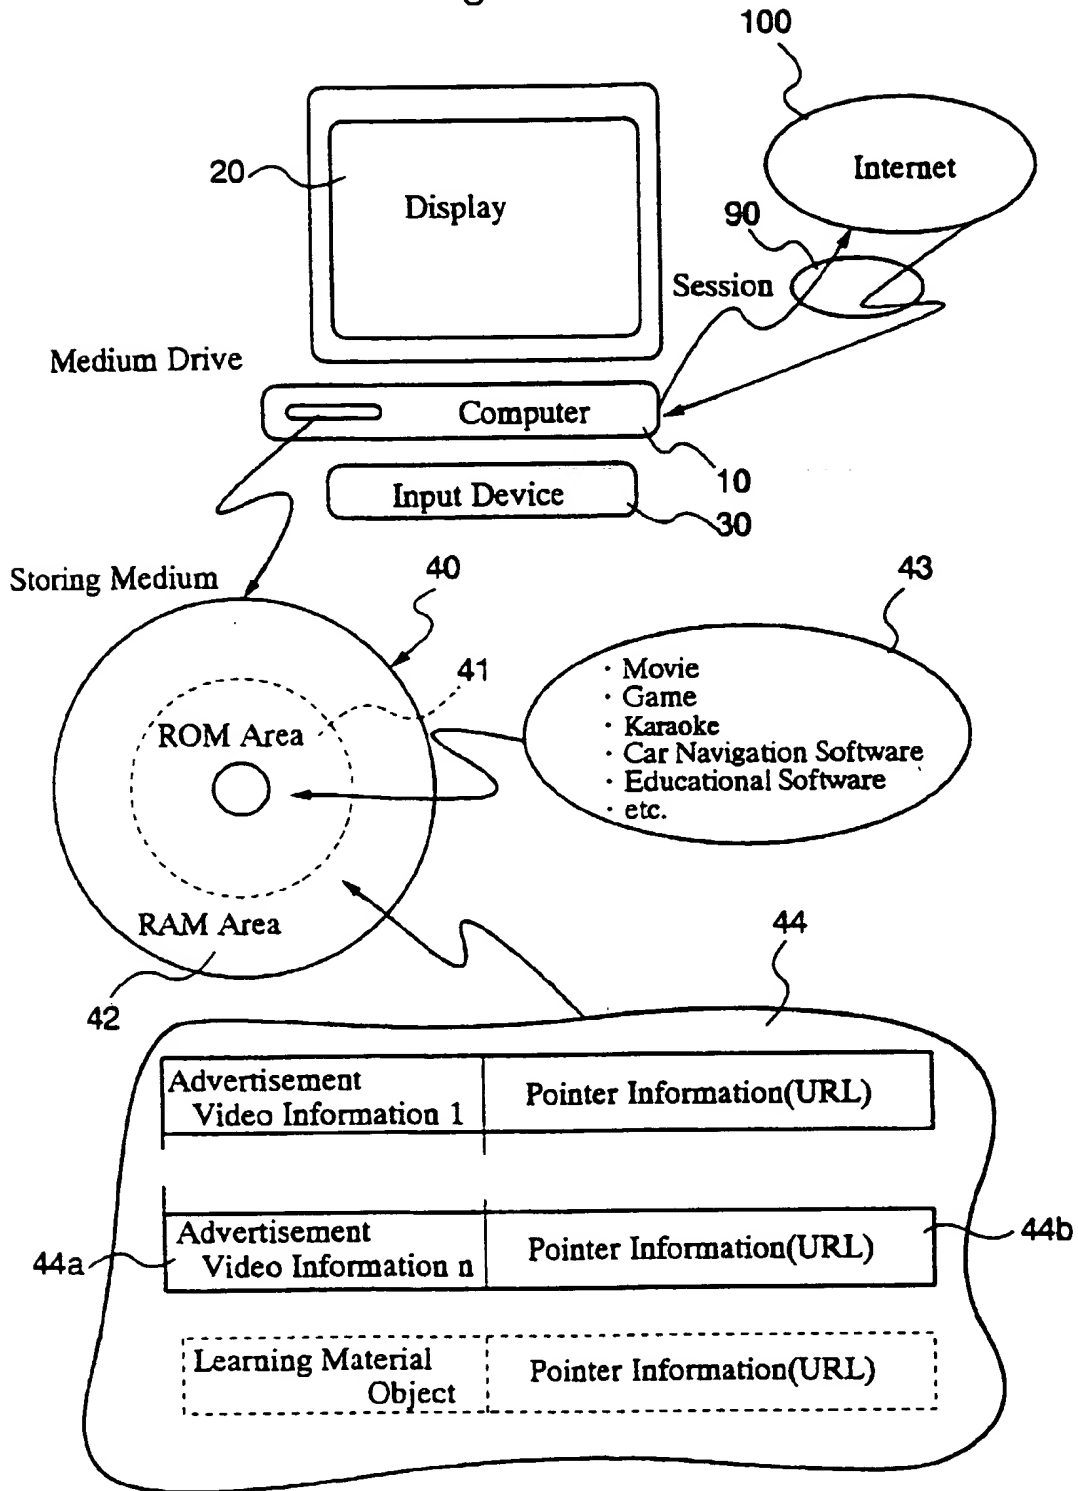 100
20
Display
Internet
90
Session
Medium Drive
Computer
10
Input Device
30
Storing Medium
40
43
41
ROM Area
· Movie
· Game
· Karaoke
· Car Navigation Software
· Educational Software
· etc.
RAM Area
42
44
Advertisement
Video Information 1
Pointer Information(URL)
Advertisement
Video Information n
Pointer Information(URL)
44a
44b
Learning Material
Object
Pointer Information(URL)